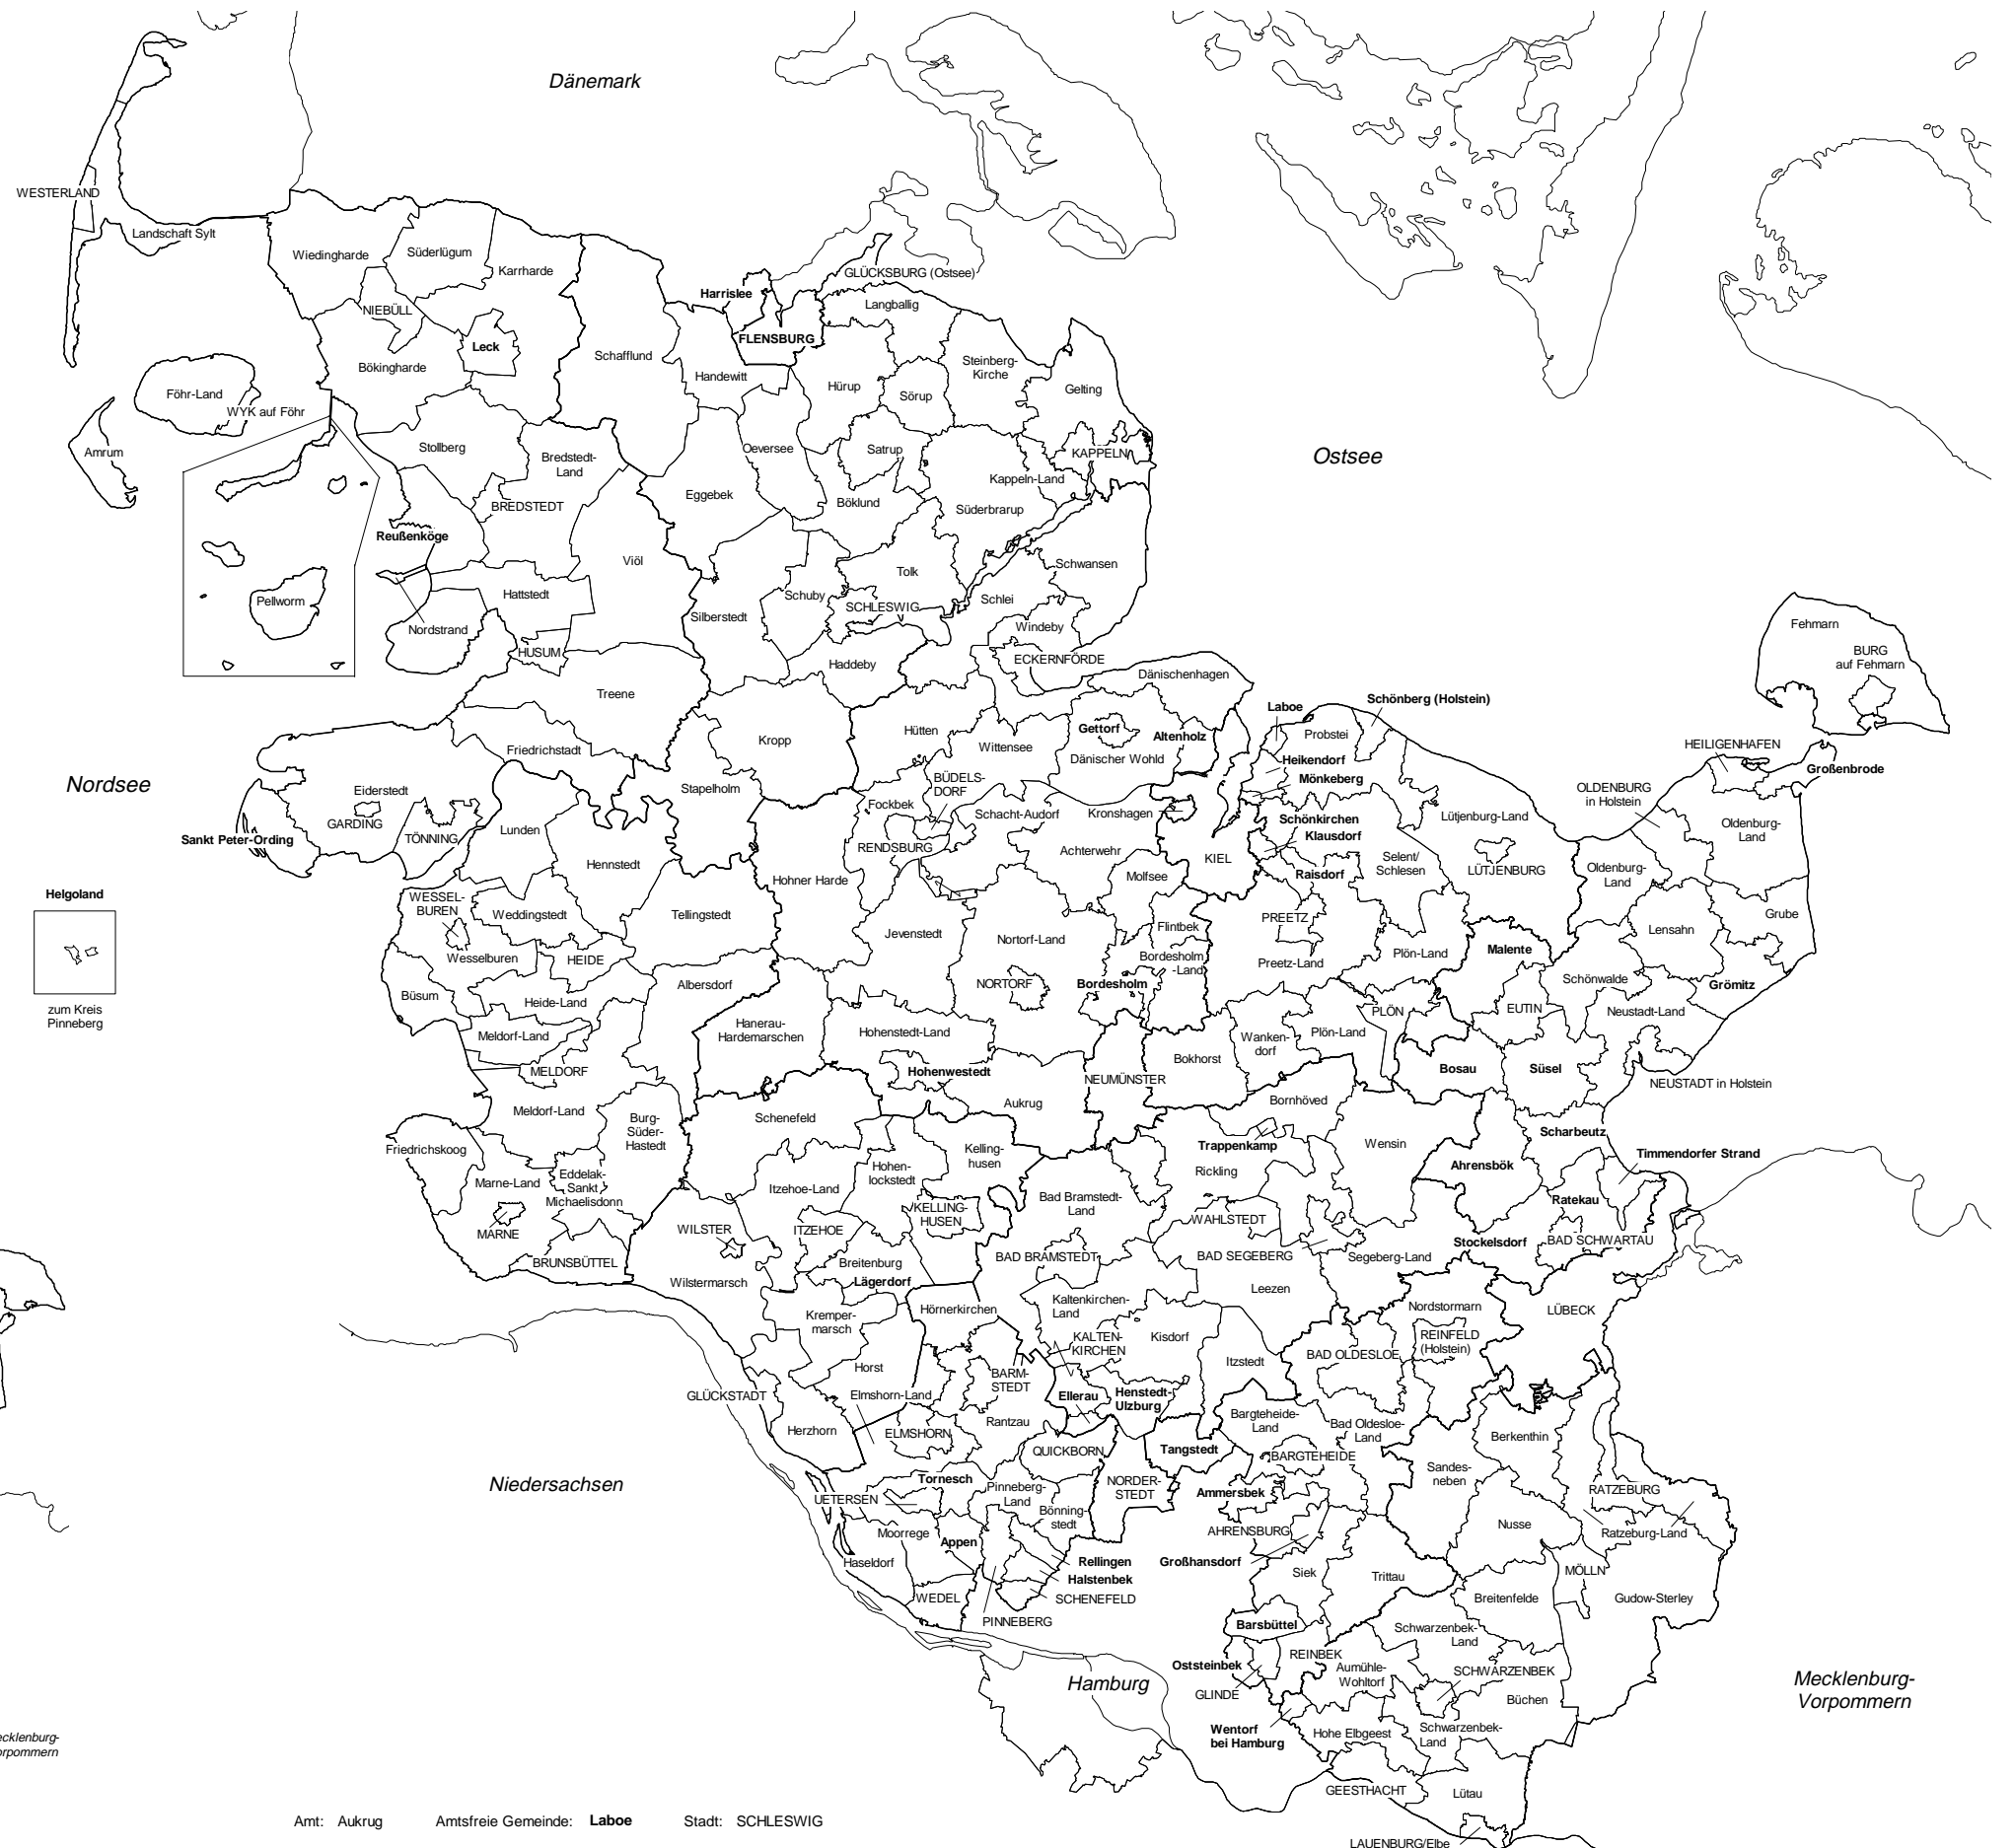 Dänemark
WESTERLAND
Landschaft Sylt
Wiedingharde
Süderlügum
Karrharde
GLÜCKSBURG (Ostsee)
Harrislee
Langballig
NIEBÜLL
FLENSBURG
Leck
Schafflund
Steinberg-
Kirche
Bökingharde
Handewitt
Hürup
Sörup
Gelting
Föhr-Land
WYK auf Föhr
Amrum
Stollberg
Bredstedt-
Land
Oeversee
Satrup
KAPPELN
Ostsee
Kappeln-Land
Eggebek
Böklund
Süderbrarup
BREDSTEDT
Reußenköge
Viöl
Schwansen
Tolk
Pellworm
Hattstedt
Schuby
SCHLESWIG
Schlei
Silberstedt
Nordstrand
Windeby
Fehmarn
HUSUM
Haddeby
ECKERNFÖRDE
BURG
auf Fehmarn
Dänischenhagen
Treene
Schönberg (Holstein)
Laboe
Hütten
Gettorf
Altenholz
Probstei
Kropp
Wittensee
Friedrichstadt
Dänischer Wohld
Heikendorf
HEILIGENHAFEN
Großenbrode
Nordsee
Stapelholm
BÜDELS-
DORF
Mönkeberg
OLDENBURG
in Holstein
Eiderstedt
Fockbek
Schacht-Audorf
Kronshagen
GARDING
TÖNNING
Lunden
Schönkirchen
Lütjenburg-Land
Oldenburg-
Land
Sankt Peter-Ording
RENDSBURG
Klausdorf
Achterwehr
KIEL
Selent/
Schlesen
Hennstedt
Hohner Harde
Molfsee
Raisdorf
LÜTJENBURG
Oldenburg-
Land
Helgoland
WESSEL-
BUREN
Weddingstedt
Tellingstedt
PREETZ
Grube
Jevenstedt
Nortorf-Land
Flintbek
Lensahn
Wesselburen
HEIDE
Bordesholm
-Land
Preetz-Land
Plön-Land
Malente
Büsum
Albersdorf
NORTORF
Bordesholm
Schönwalde
Grömitz
zum Kreis
Pinneberg
Heide-Land
PLÖN
EUTIN
Neustadt-Land
Meldorf-Land
Hanerau-
Hardemarschen
Hohenstedt-Land
Wanken-
dorf
Plön-Land
Bokhorst
MELDORF
Hohenwestedt
NEUMÜNSTER
Bosau
Süsel
NEUSTADT in Holstein
Meldorf-Land
Aukrug
Bornhöved
Burg-
Süder-
Hastedt
Schenefeld
Scharbeutz
Friedrichskoog
Kelling-
husen
Trappenkamp
Wensin
Timmendorfer Strand
Hohen-
lockstedt
Rickling
Ahrensbök
Marne-Land
Eddelak-
Sankt
Michaelisdonn
Itzehoe-Land
Bad Bramstedt-
Land
Ratekau
KELLING-
HUSEN
WAHLSTEDT
MARNE
WILSTER
ITZEHOE
Stockelsdorf
BAD SCHWARTAU
BRUNSBÜTTEL
Breitenburg
BAD BRAMSTEDT
BAD SEGEBERG
Segeberg-Land
Wilstermarsch
Lägerdorf
Leezen
Kremper-
marsch
Hörnerkirchen
Kaltenkirchen-
Land
Nordstormarn
LÜBECK
KALTEN-
KIRCHEN
Kisdorf
REINFELD
(Holstein)
BAD OLDESLOE
Horst
BARM-
STEDT
Itzstedt
GLÜCKSTADT
Elmshorn-Land
Ellerau
Henstedt-
Ulzburg
Herzhorn
Rantzau
Bargteheide-
Land
Bad Oldesloe-
Land
ELMSHORN
Berkenthin
QUICKBORN
Tangstedt
BARGTEHEIDE
Niedersachsen
Tornesch
Pinneberg-
Land
NORDER-
STEDT
Sandes-
neben
UETERSEN
Ammersbek
RATZEBURG
Bönning-
stedt
Moorrege
Appen
AHRENSBURG
Nusse
Ratzeburg-Land
Haseldorf
Rellingen
Großhansdorf
Halstenbek
Siek
Trittau
MÖLLN
WEDEL
SCHENEFELD
Breitenfelde
Gudow-Sterley
PINNEBERG
Barsbüttel
Schwarzenbek-
Land
REINBEK
Oststeinbek
Aumühle-
Wohltorf
SCHWARZENBEK
Hamburg
GLINDE
Büchen
Mecklenburg-
Vorpommern
Wentorf
bei Hamburg
Hohe Elbgeest
Schwarzenbek-
Land
ecklenburg-
orpommern
GEESTHACHT
Lütau
Amt: Aukrug Amtsfreie Gemeinde: Laboe Stadt: SCHLESWIG
LAUENBURG/Elbe